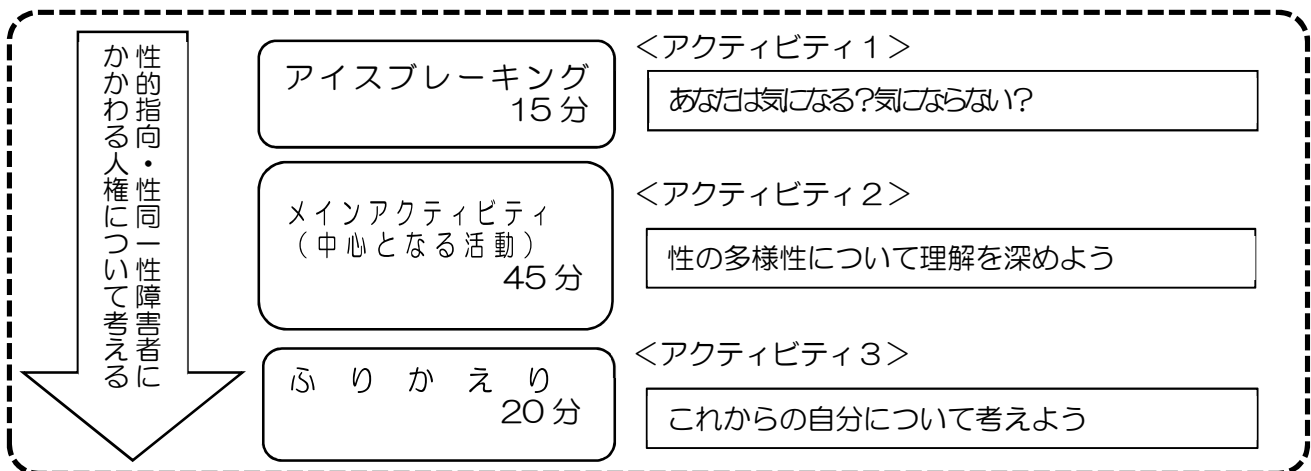 性的指向・性同一性障害者に
かかわる人権について考える
アイスブレーキング
15分
＜アクティビティ１＞
あなたは気になる？気にならない？
メインアクティビティ
（中心となる活動）
45分
＜アクティビティ２＞
性の多様性について理解を深めよう
ふりかえり
20分
＜アクティビティ３＞
これからの自分について考えよう